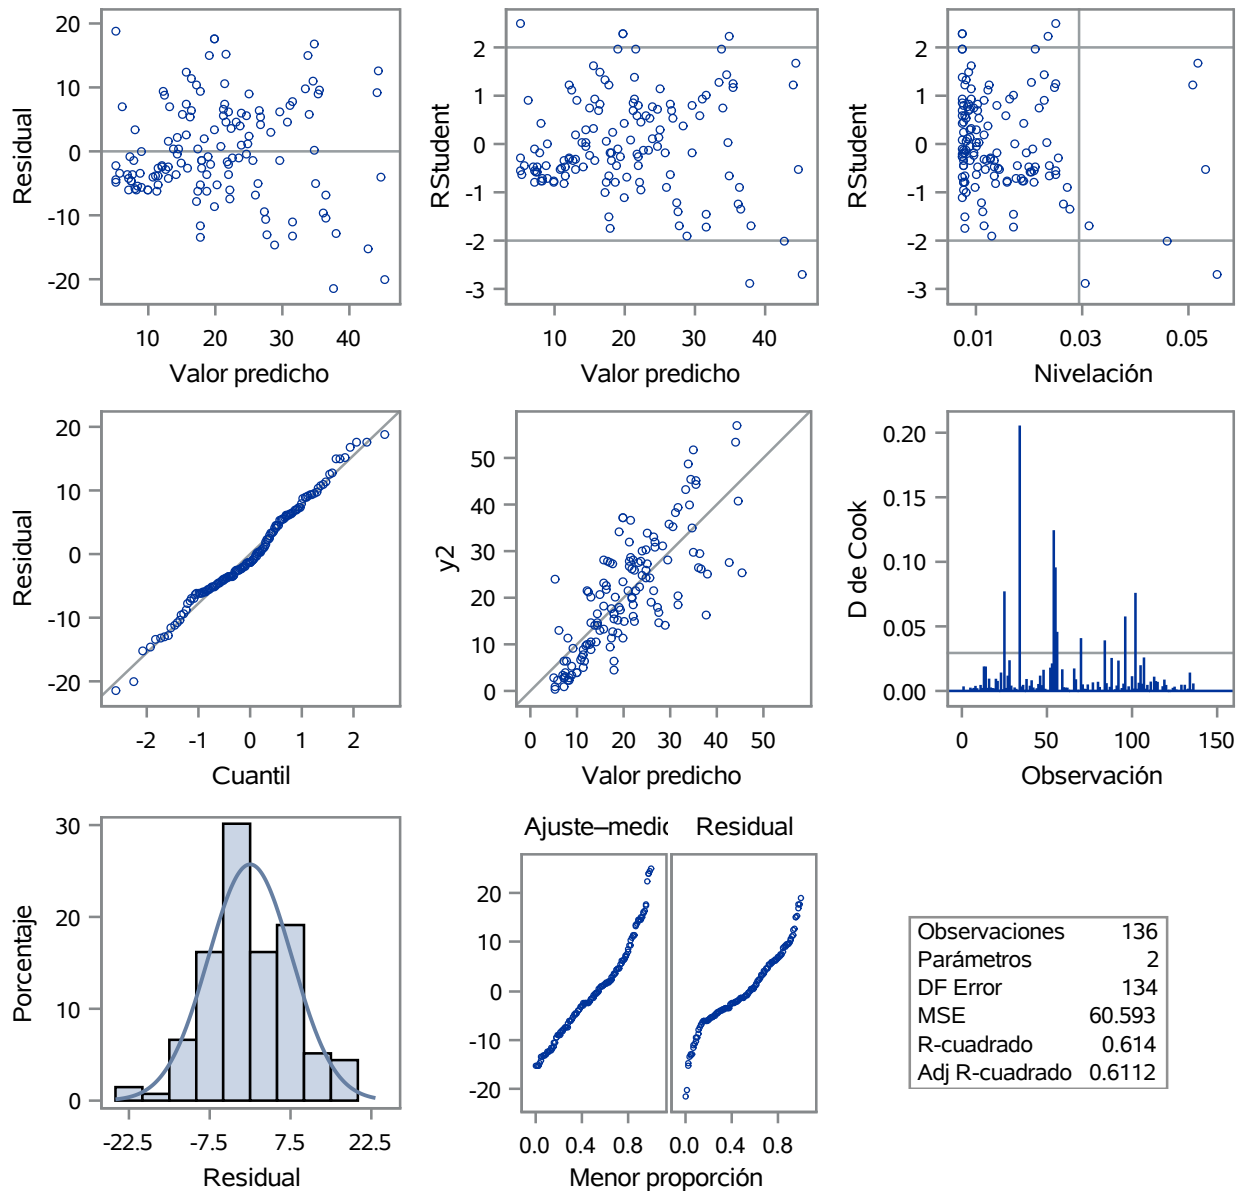 20
10
0
-10
-20
Residual
10 20 30 40
Valor predicho
2
1
0
-1
-2
-3
RStudent
10 20 30 40
Valor predicho
2
1
0
-1
-2
-3
RStudent
0.01 0.03 0.05
Nivelación
20
10
0
-10
-20
Residual
-2 -1 0 1 2
Cuantil
50
40
30
20
10
0
y2
0 10 20 30 40 50
Valor predicho
0.20
0.15
0.10
0.05
0.00
D de Cook
0 50 100 150
Observación
30
20
10
0
Porcentaje
-22.5 -7.5 7.5 22.5
Residual
Ajuste–medic Residual
20
10
0
-10
-20
0.0 0.4 0.8 0.0 0.4 0.8
Menor proporción
Observaciones 136
Parámetros 2
DF Error 134
MSE 60.593
R-cuadrado 0.614
Adj R-cuadrado 0.6112